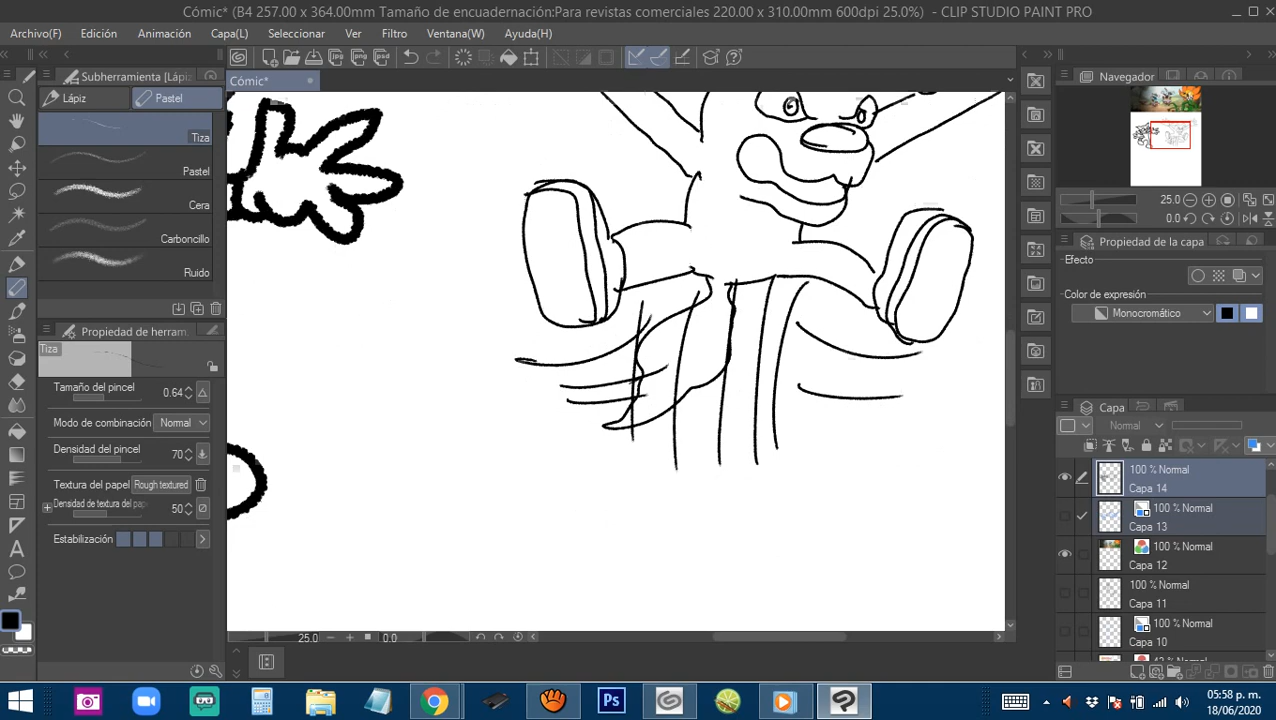 Cómic* (B4 257.00 x 364.00mm Tamaño de encuadernación:Para revistas comerciales 220.00 x 310.00mm 600dpi 25.0%) - CLIP STUDIO PAINT PRO
Archivo(F) Edición Animación Capa(L) Seleccionar Ver Filtro Ventana(W) Ayuda(H)
Subherramienta [Lápiz
Cómic*
Navegador
Lápiz Pastel
Tiza
Pastel
Cera
Carboncillo
Ruido
25.0
0.0
Propiedad de la capa
Efecto
Color de expresión
Monocromático
Propiedad de herram.
Tiza
Tamaño del pincel 0.64
Modo de combinación Normal
Densidad del pincel 70
Textura del papel Rough textured
Densidad de textura del pa 50
Estabilización
Capa
Normal
100 % Normal
Capa 14
100 % Normal
Capa 13
100 % Normal
Capa 12
100 % Normal
Capa 11
100 % Normal
Capa 10
25.0 0.0
Ps
05:58 p. m.
18/06/2020